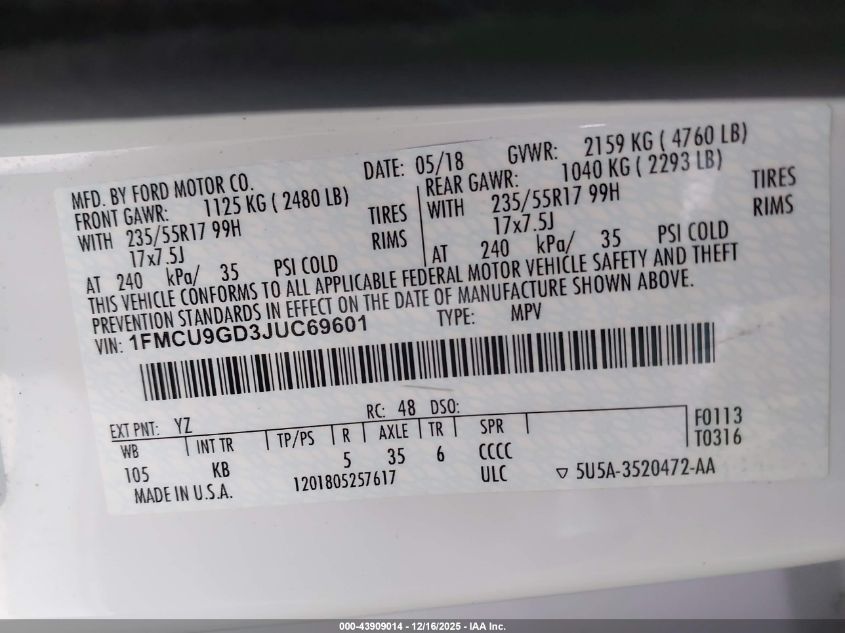 MFD. BY FORD MOTOR CO. DATE: 05/18 GVWR: 2159 KG ( 4760 LB)
FRONT GAWR: 1125 KG ( 2480 LB) REAR GAWR: 1040 KG ( 2293 LB)
WITH 235/55R17 99H TIRES WITH 235/55R17 99H TIRES
17x7.5J RIMS 17x7.5J RIMS
AT 240 kPa/ 35 PSI COLD AT 240 kPa/ 35 PSI COLD
THIS VEHICLE CONFORMS TO ALL APPLICABLE FEDERAL MOTOR VEHICLE SAFETY AND THEFT
PREVENTION STANDARDS IN EFFECT ON THE DATE OF MANUFACTURE SHOWN ABOVE.
VIN: 1FMCU9GD3JUC69601 TYPE: MPV
EXT PNT: YZ RC: 48 DSO: F0113
WB INT TR TP/PS R AXLE TR SPR T0316
105 KB 5 35 6 CCCC
MADE IN U.S.A. 1201805257617 ULC ▽ 5U5A-3520472-AA
000-43909014 - 12/16/2025 - IAA Inc.